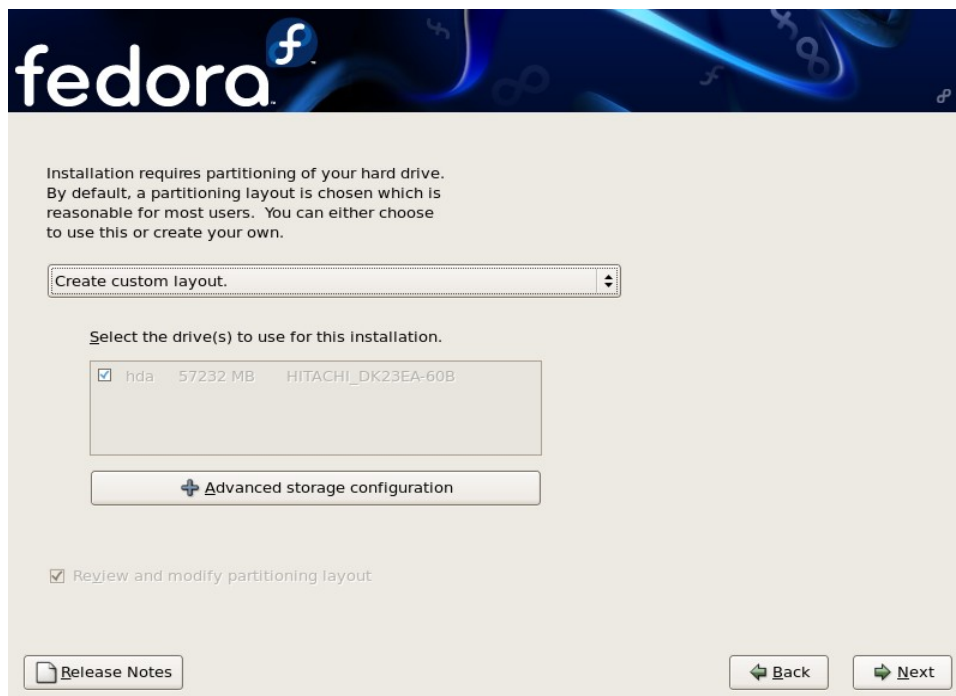 fedora
Installation requires partitioning of your hard drive.
By default, a partitioning layout is chosen which is
reasonable for most users.  You can either choose
to use this or create your own.
Create custom layout.
Select the drive(s) to use for this installation.
hda 57232 MB HITACHI_DK23EA-60B
Advanced storage configuration
Review and modify partitioning layout
Release Notes
Back
Next